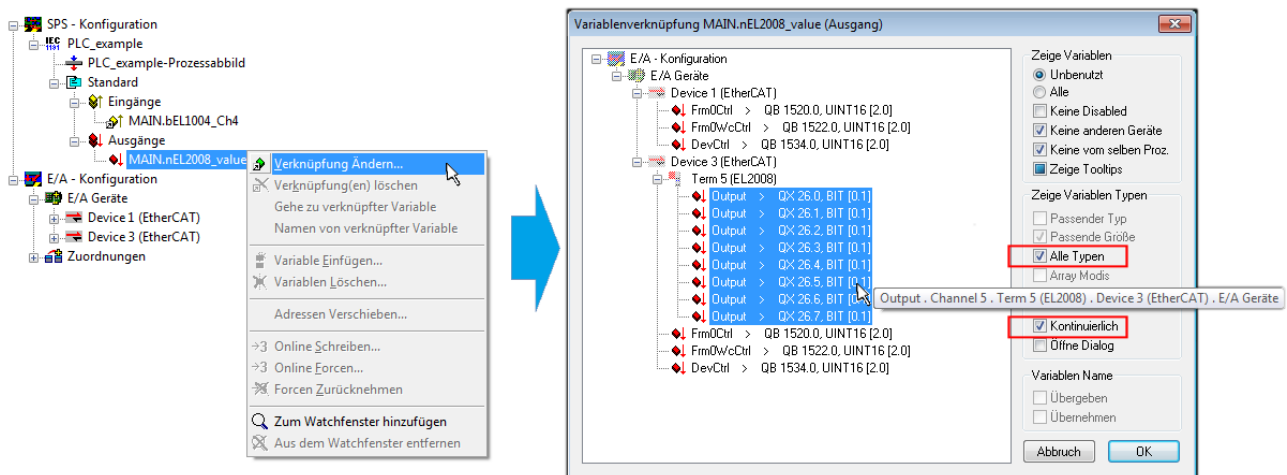 SPS - Konfiguration
IEC 1131 PLC_example
PLC_example-Prozessabbild
Standard
Eingänge
MAIN.bEL1004_Ch4
Ausgänge
MAIN.nEL2008_value
E/A - Konfiguration
E/A Geräte
Device 1 (EtherCAT)
Device 3 (EtherCAT)
Zuordnungen
Verknüpfung Ändern...
Verknüpfung(en) löschen
Gehe zu verknüpfter Variable
Namen von verknüpfter Variable
Variable Einfügen...
Variablen Löschen...
Adressen Verschieben...
Online Schreiben...
Online Forcen...
Forcen Zurücknehmen
Zum Watchfenster hinzufügen
Aus dem Watchfenster entfernen
Variablenverknüpfung MAIN.nEL2008_value (Ausgang)
E/A - Konfiguration
E/A Geräte
Device 1 (EtherCAT)
Frm0Ctrl > QB 1520.0, UINT16 [2.0]
Frm0WcCtrl > QB 1522.0, UINT16 [2.0]
DevCtrl > QB 1534.0, UINT16 [2.0]
Device 3 (EtherCAT)
Term 5 (EL2008)
Output > QX 26.0, BIT [0.1]
Output > QX 26.1, BIT [0.1]
Output > QX 26.2, BIT [0.1]
Output > QX 26.3, BIT [0.1]
Output > QX 26.4, BIT [0.1]
Output > QX 26.5, BIT [0.1]
Output > QX 26.6, BIT [0.1]
Output > QX 26.7, BIT [0.1]
Output . Channel 5 . Term 5 (EL2008) . Device 3 (EtherCAT) . E/A Geräte
Frm0Ctrl > QB 1520.0, UINT16 [2.0]
Frm0WcCtrl > QB 1522.0, UINT16 [2.0]
DevCtrl > QB 1534.0, UINT16 [2.0]
Zeige Variablen
Unbenutzt
Alle
Keine Disabled
Keine anderen Geräte
Keine vom selben Proz.
Zeige Tooltips
Zeige Variablen Typen
Passender Typ
Passende Größe
Alle Typen
Array Modis
Kontinuierlich
Öffne Dialog
Variablen Name
Übergeben
Übernehmen
Abbruch
OK